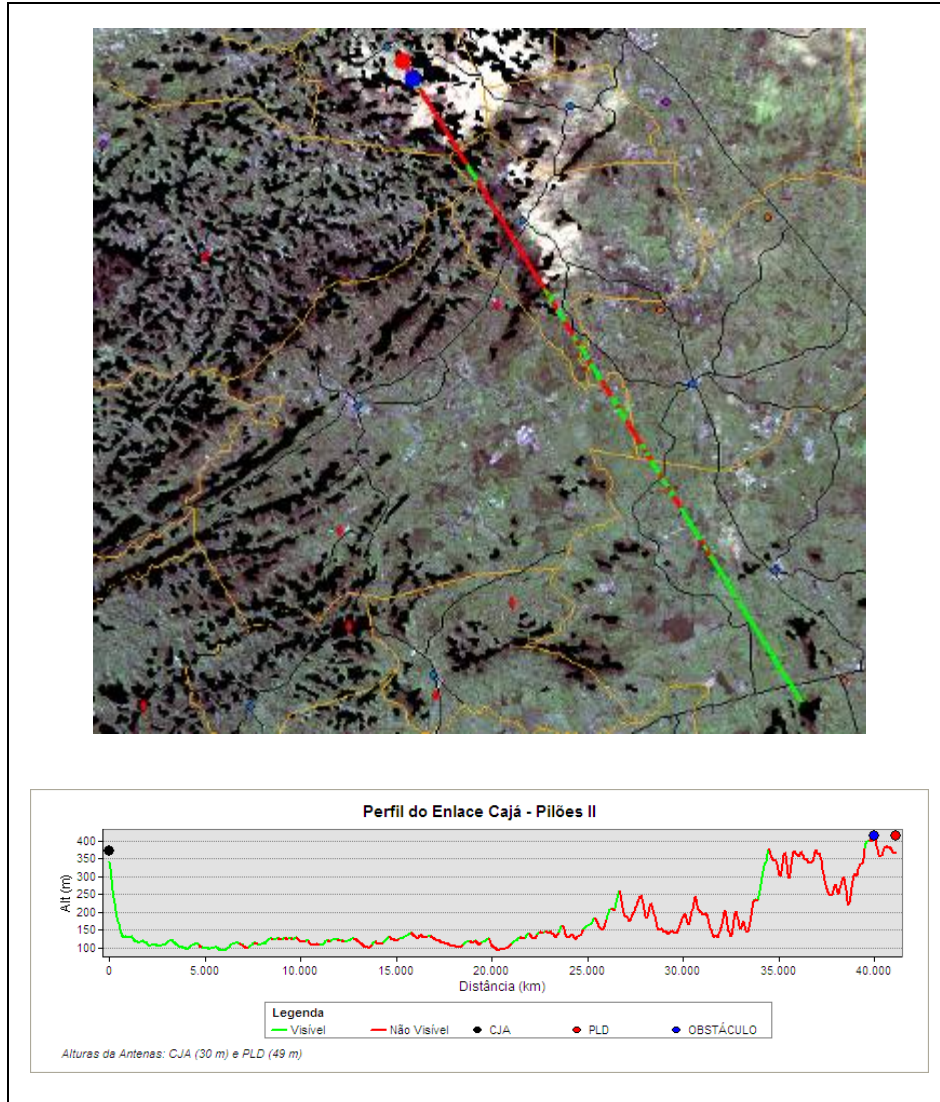 Perfil do Enlace Cajá - Pilões II
Alt (m)
400
350
300
250
200
150
100
0 5.000 10.000 15.000 20.000 25.000 30.000 35.000 40.000
Distância (km)
Legenda
Visível Não Visível CJA PLD OBSTÁCULO
Alturas da Antenas: CJA (30 m) e PLD (49 m)